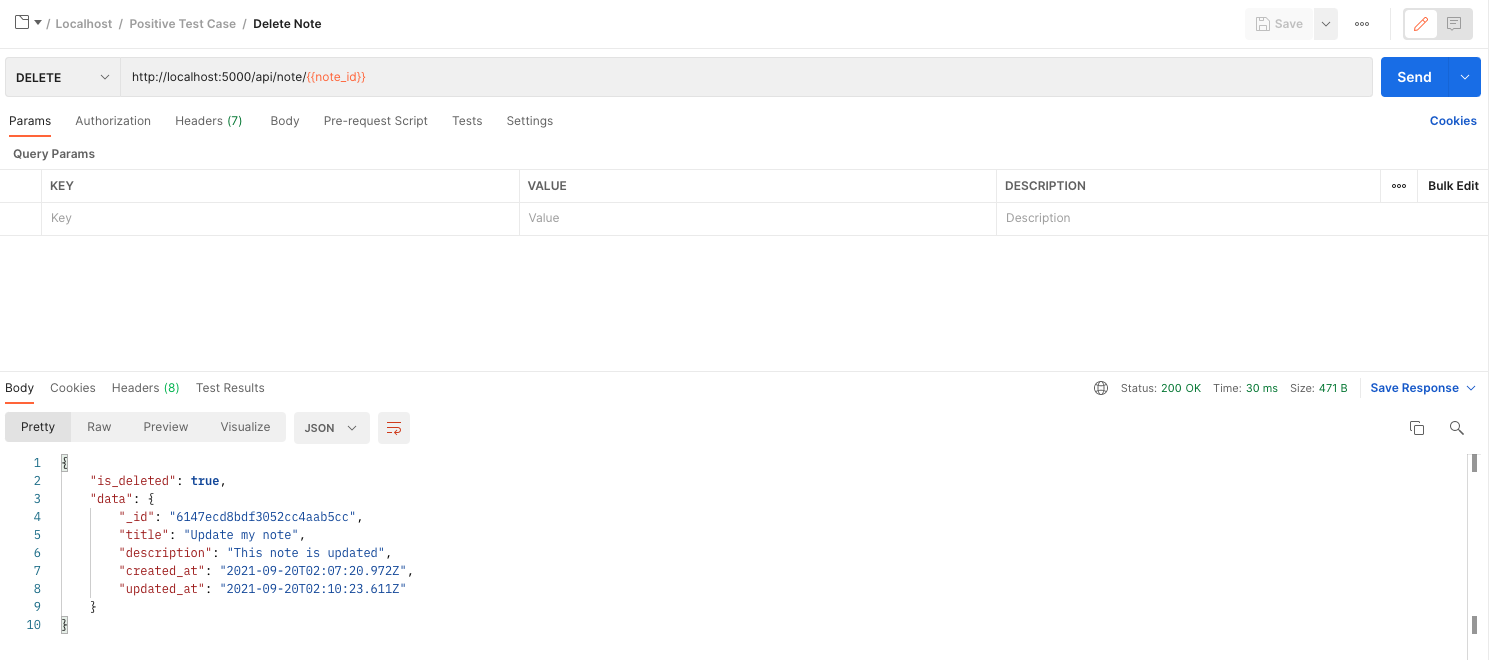 / Localhost / Positive Test Case / Delete Note Save
DELETE http://localhost:5000/api/note/{{note_id}} Send
Params Authorization Headers (7) Body Pre-request Script Tests Settings Cookies
Query Params
KEY VALUE DESCRIPTION Bulk Edit
Key Value Description
Body Cookies Headers (8) Test Results Status: 200 OK Time: 30 ms Size: 471 B Save Response
Pretty Raw Preview Visualize JSON
1 {
2 "is_deleted": true,
3 "data": {
4 "_id": "6147ecd8bdf3052cc4aab5cc",
5 "title": "Update my note",
6 "description": "This note is updated",
7 "created_at": "2021-09-20T02:07:20.972Z",
8 "updated_at": "2021-09-20T02:10:23.611Z"
9 }
10 }